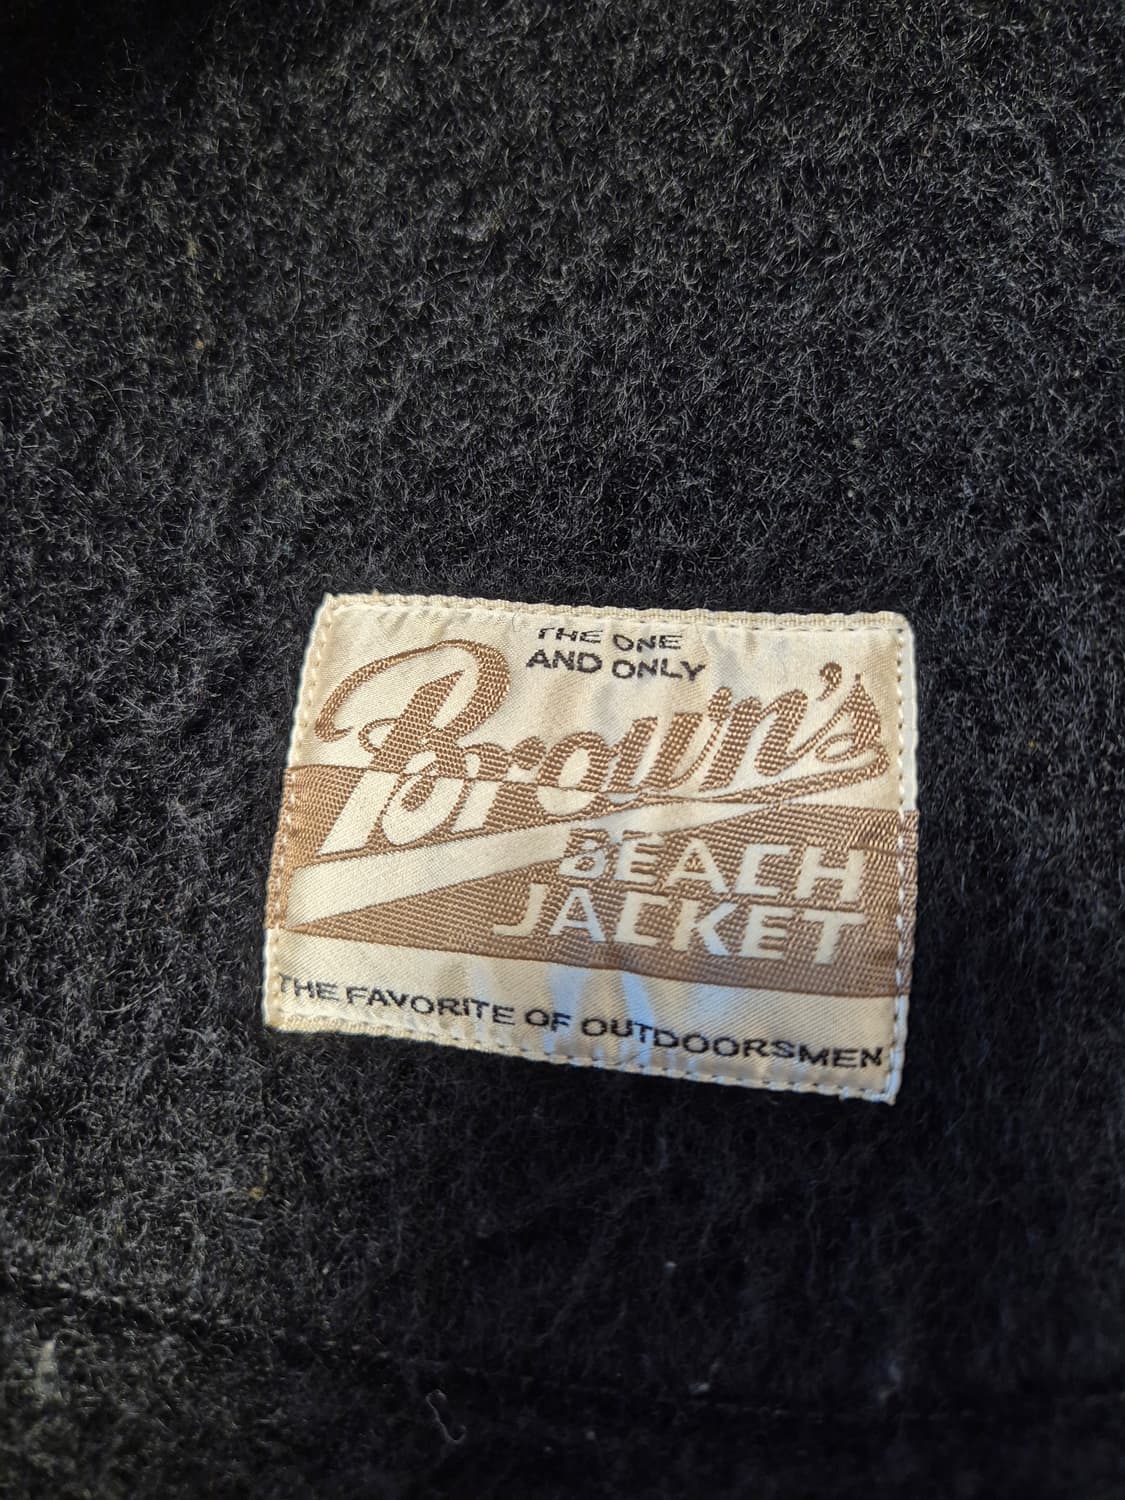 THE ONE
AND ONLY
Brown's
BEACH
JACKET
THE FAVORITE OF OUTDOORSMEN